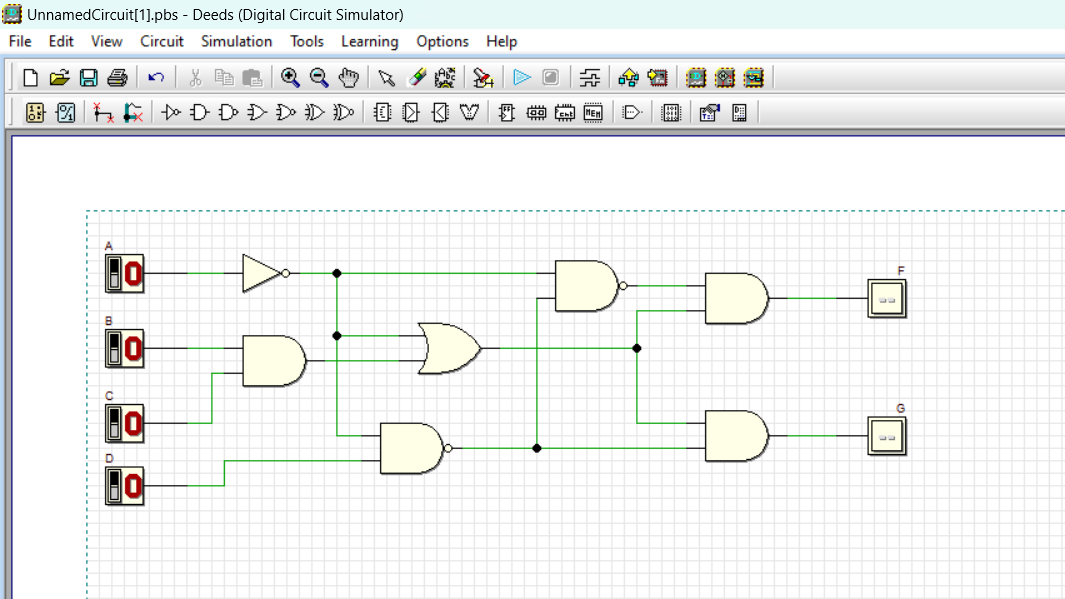 UnnamedCircuit[1].pbs - Deeds (Digital Circuit Simulator)
File Edit View Circuit Simulation Tools Learning Options Help
A
0
B
0
C
0
D
0
F
--
G
--